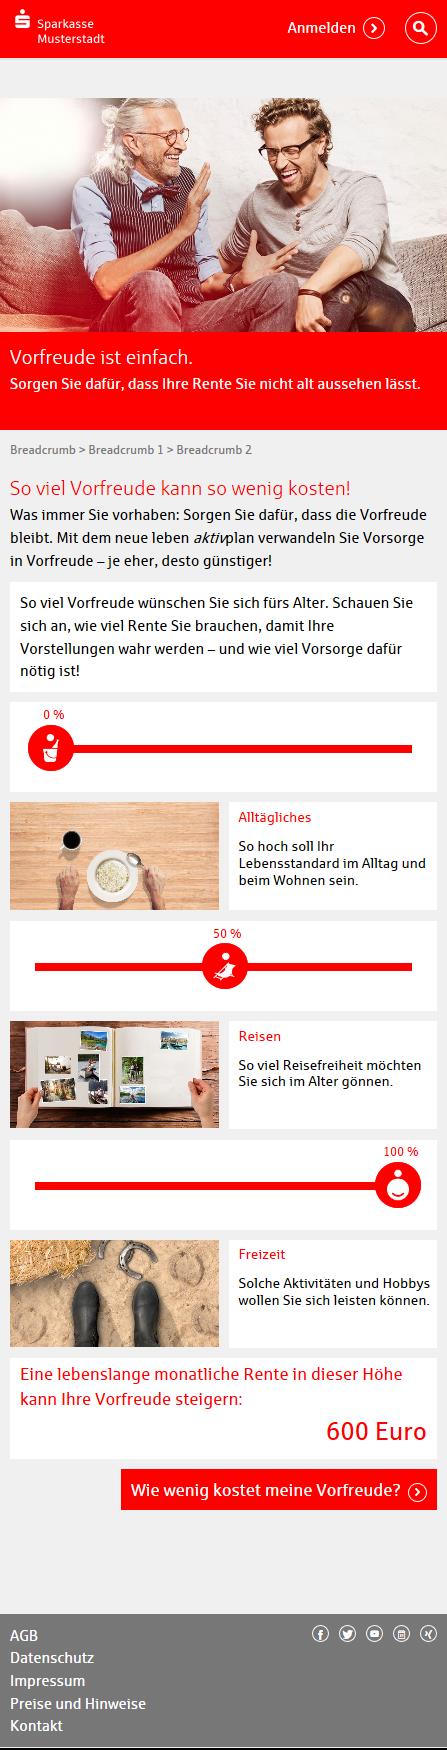 Sparkasse
Musterstadt
Anmelden
Vorfreude ist einfach.
Sorgen Sie dafür, dass Ihre Rente Sie nicht alt aussehen lässt.
Breadcrumb > Breadcrumb 1 > Breadcrumb 2
So viel Vorfreude kann so wenig kosten!
Was immer Sie vorhaben: Sorgen Sie dafür, dass die Vorfreude
bleibt. Mit dem neue leben aktivplan verwandeln Sie Vorsorge
in Vorfreude – je eher, desto günstiger!
So viel Vorfreude wünschen Sie sich fürs Alter. Schauen Sie
sich an, wie viel Rente Sie brauchen, damit Ihre
Vorstellungen wahr werden – und wie viel Vorsorge dafür
nötig ist!
0 %
Alltägliches
So hoch soll Ihr
Lebensstandard im Alltag und
beim Wohnen sein.
50 %
Reisen
So viel Reisefreiheit möchten
Sie sich im Alter gönnen.
100 %
Freizeit
Solche Aktivitäten und Hobbys
wollen Sie sich leisten können.
Eine lebenslange monatliche Rente in dieser Höhe
kann Ihre Vorfreude steigern:
600 Euro
Wie wenig kostet meine Vorfreude?
AGB
Datenschutz
Impressum
Preise und Hinweise
Kontakt